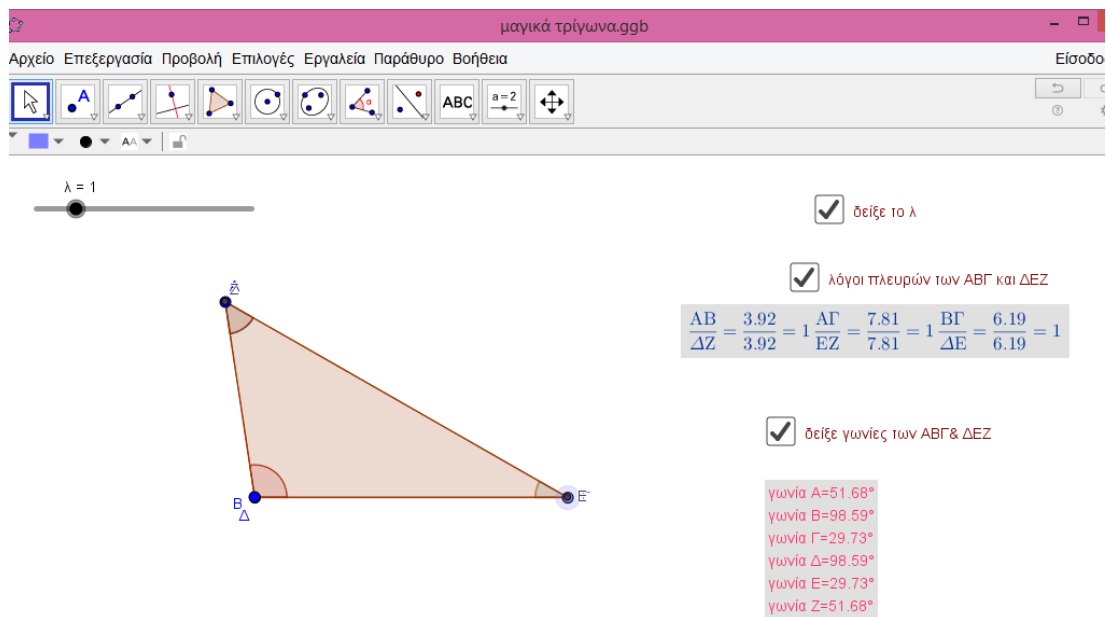 μαγικά τρίγωνα.ggb
Αρχείο Επεξεργασία Προβολή Επιλογές Εργαλεία Παράθυρο Βοήθεια Είσοδο
A α ABC a=2
AA
λ = 1
δείξε το λ
λόγοι πλευρών των ΑΒΓ και ΔΕΖ
ΑΒ/ΔΖ = 3.92/3.92 = 1 ΑΓ/ΕΖ = 7.81/7.81 = 1 ΒΓ/ΔΕ = 6.19/6.19 = 1
δείξε γωνίες των ΑΒΓ& ΔΕΖ
Β
Δ
Ε
γωνία Α=51.68°
γωνία Β=98.59°
γωνία Γ=29.73°
γωνία Δ=98.59°
γωνία Ε=29.73°
γωνία Ζ=51.68°